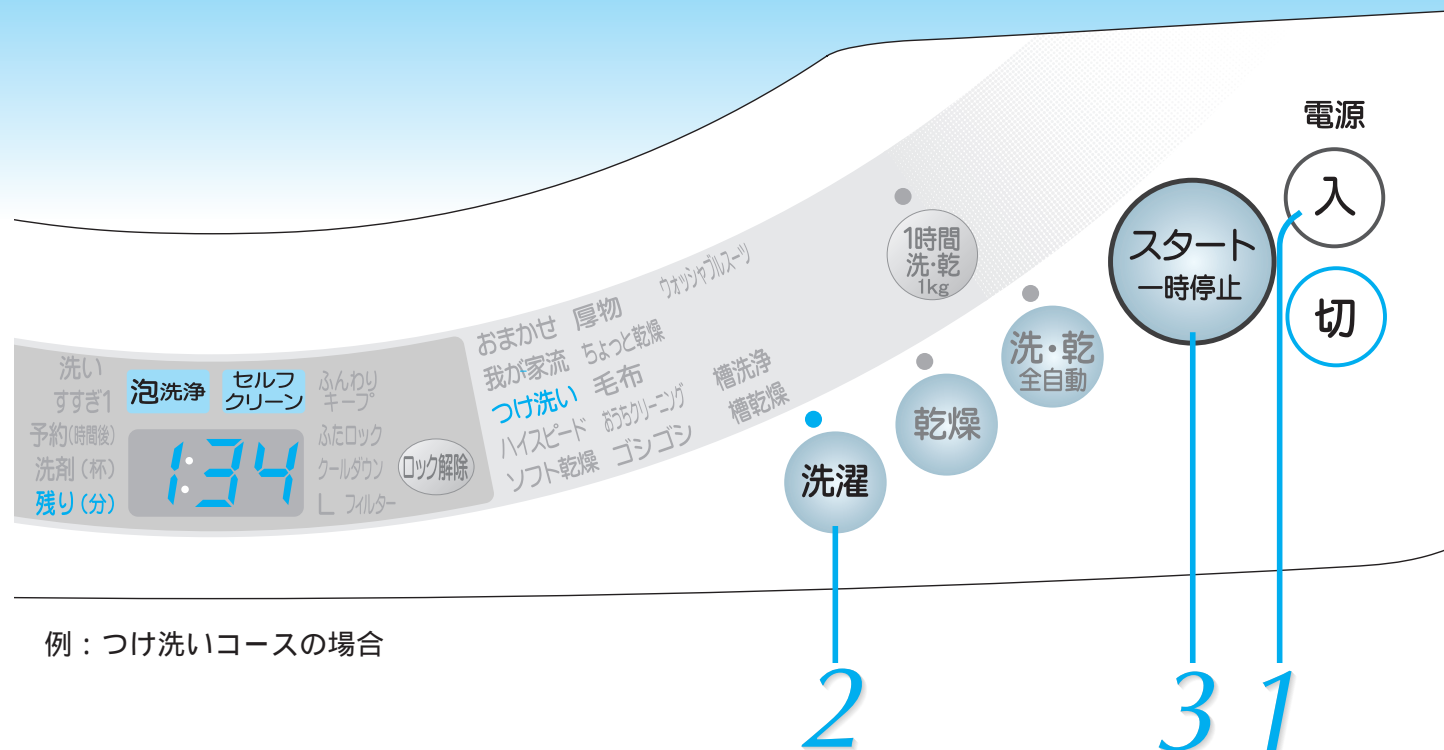 電源
入
切
スタート
一時停止
1時間
洗・乾
1kg
洗・乾
全自動
乾燥
洗濯
おまかせ 厚物 ウォッシャブルスーツ
我が家流 ちょっと乾燥
つけ洗い 毛布 槽洗浄
ハイスピード おうちクリーニング 槽乾燥
ソフト乾燥 ゴシゴシ
洗い
すすぎ1
予約(時間後)
洗剤(杯)
残り(分)
泡洗浄
セルフ
クリーン
1:34
ふんわり
キープ
ふたロック
クールダウン
L フィルター
ロック解除
例：つけ洗いコースの場合
2
3
1